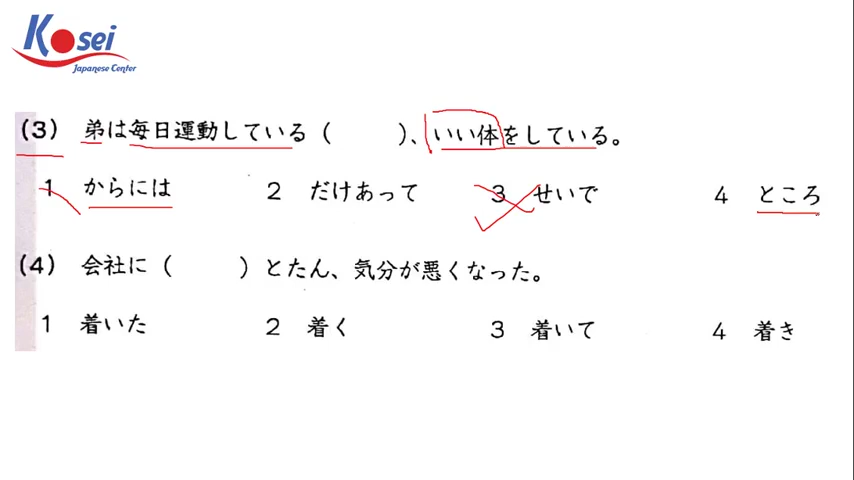 Kosei
Japanese Center
(3) 弟は毎日運動している( )、いい体をしている。
1 からには 2 だけあって 3 せいで 4 ところ
(4) 会社に( )とたん、気分が悪くなった。
1 着いた 2 着く 3 着いて 4 着き